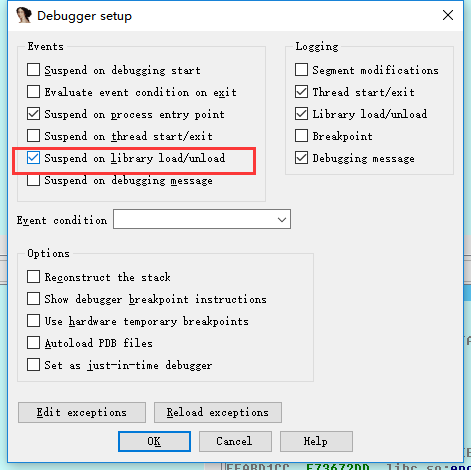 Debugger setup
Events
Suspend on debugging start
Evaluate event condition on exit
Suspend on process entry point
Suspend on thread start/exit
Suspend on library load/unload
Suspend on debugging message
Logging
Segment modifications
Thread start/exit
Library load/unload
Breakpoint
Debugging message
Event condition
Options
Reconstruct the stack
Show debugger breakpoint instructions
Use hardware temporary breakpoints
Autoload PDB files
Set as just-in-time debugger
Edit exceptions Reload exceptions
OK Cancel Help